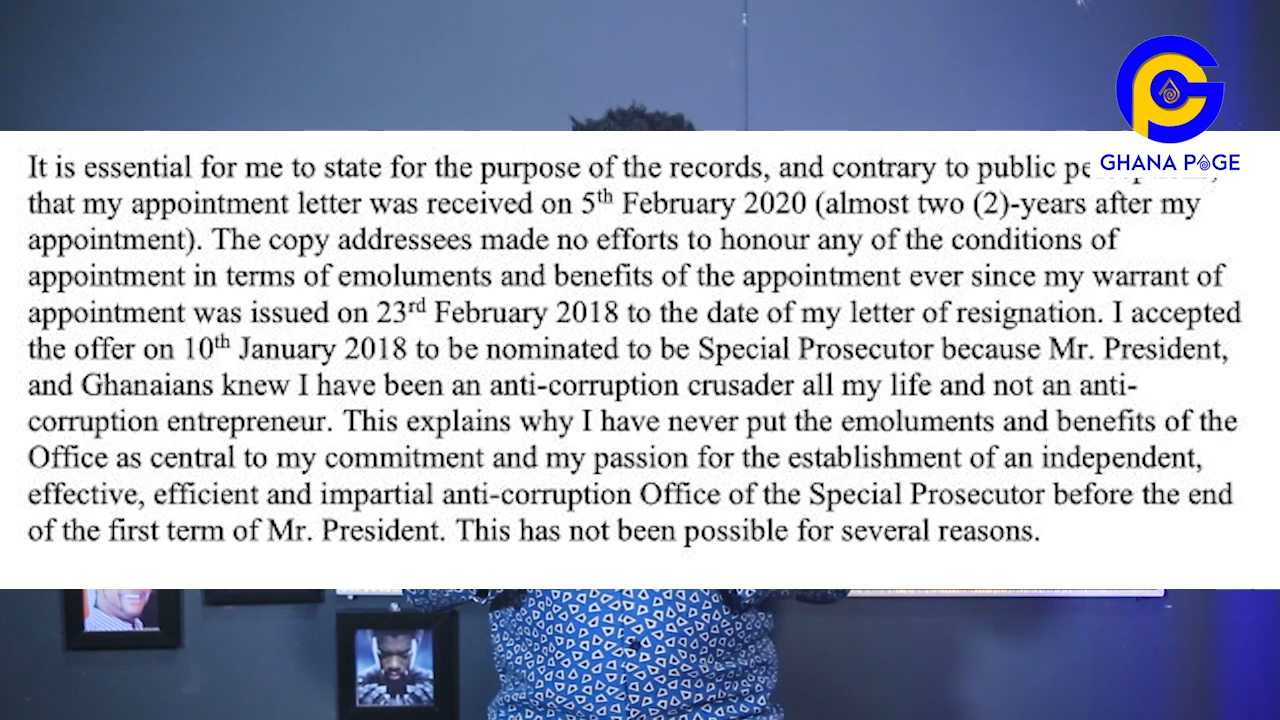 It is essential for me to state for the purpose of the records, and contrary to public
that my appointment letter was received on 5th February 2020 (almost two (2)-years after my
appointment). The copy addressees made no efforts to honour any of the conditions of
appointment in terms of emoluments and benefits of the appointment ever since my warrant of
appointment was issued on 23rd February 2018 to the date of my letter of resignation. I accepted
the offer on 10th January 2018 to be nominated to be Special Prosecutor because Mr. President,
and Ghanaians knew I have been an anti-corruption crusader all my life and not an anti-
corruption entrepreneur. This explains why I have never put the emoluments and benefits of the
Office as central to my commitment and my passion for the establishment of an independent,
effective, efficient and impartial anti-corruption Office of the Special Prosecutor before the end
of the first term of Mr. President. This has not been possible for several reasons.
GHANA PAGE